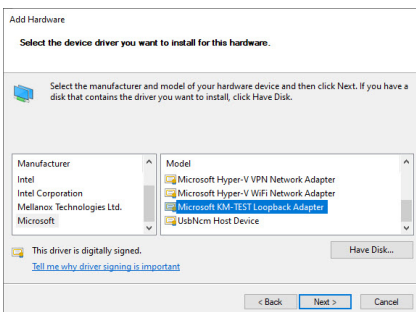 Add Hardware
Select the device driver you want to install for this hardware.
Select the manufacturer and model of your hardware device and then click Next. If you have a
disk that contains the driver you want to install, click Have Disk.
Manufacturer
Intel
Intel Corporation
Mellanox Technologies Ltd.
Microsoft
Model
Microsoft Hyper-V VPN Network Adapter
Microsoft Hyper-V WiFi Network Adapter
Microsoft KM-TEST Loopback Adapter
UsbNcm Host Device
This driver is digitally signed.
Tell me why driver signing is important
Have Disk...
< Back
Next >
Cancel